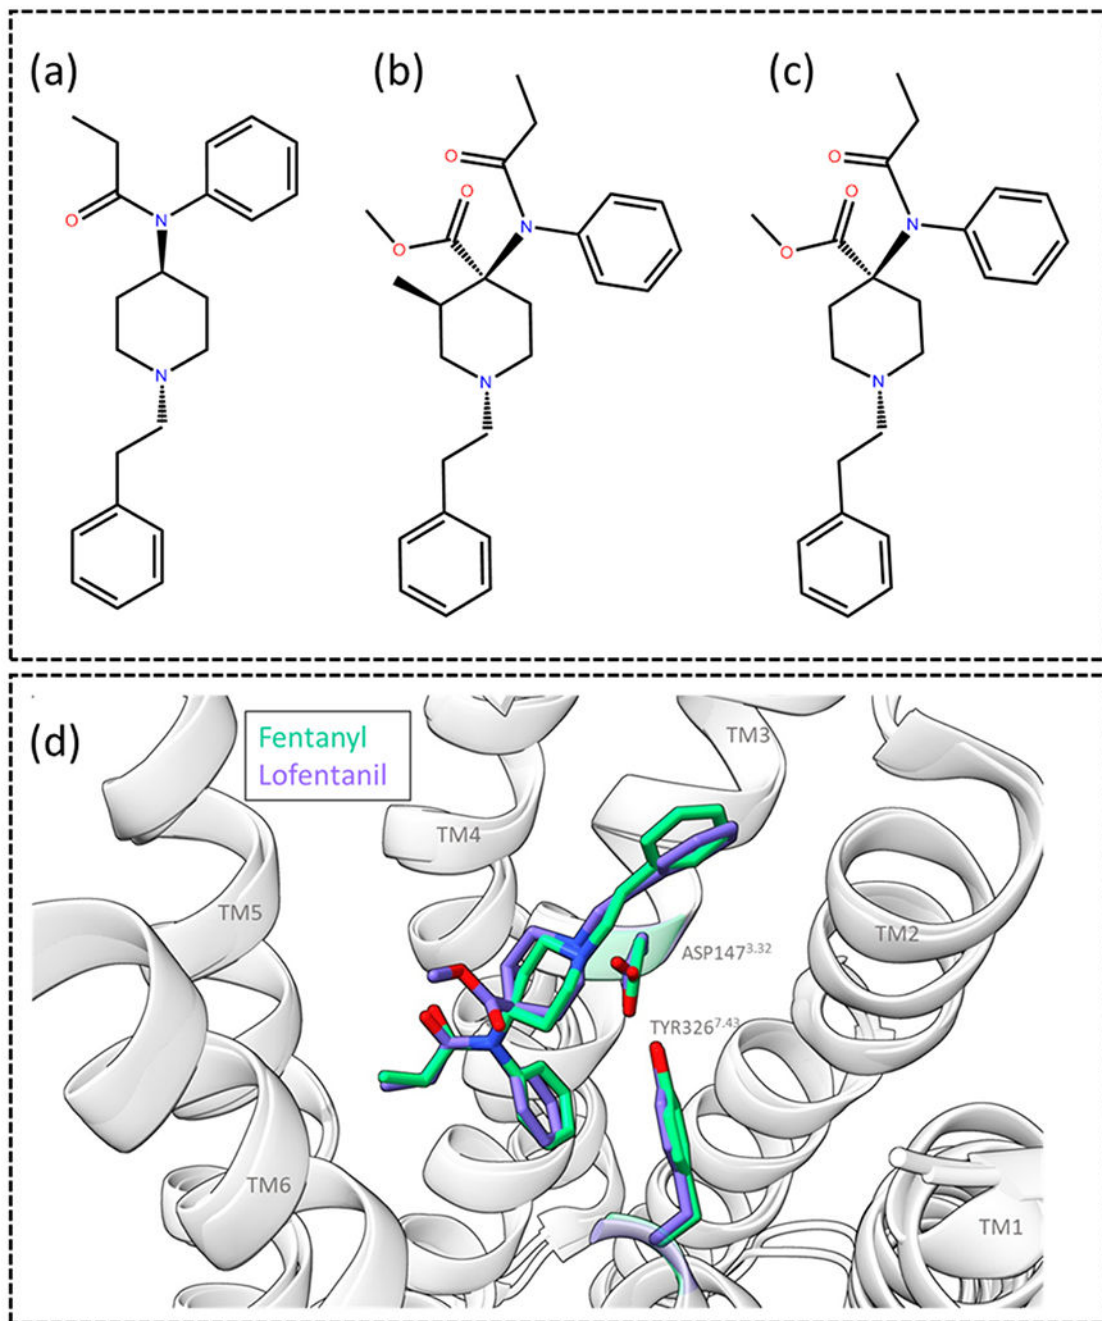 (a)
(b)
(c)
O
N
N
O
O
O
N
N
O
O
O
N
N
(d)
Fentanyl
Lofentanil
TM3
TM4
TM5
TM2
ASP147³·³²
TYR326⁷·⁴³
TM6
TM1